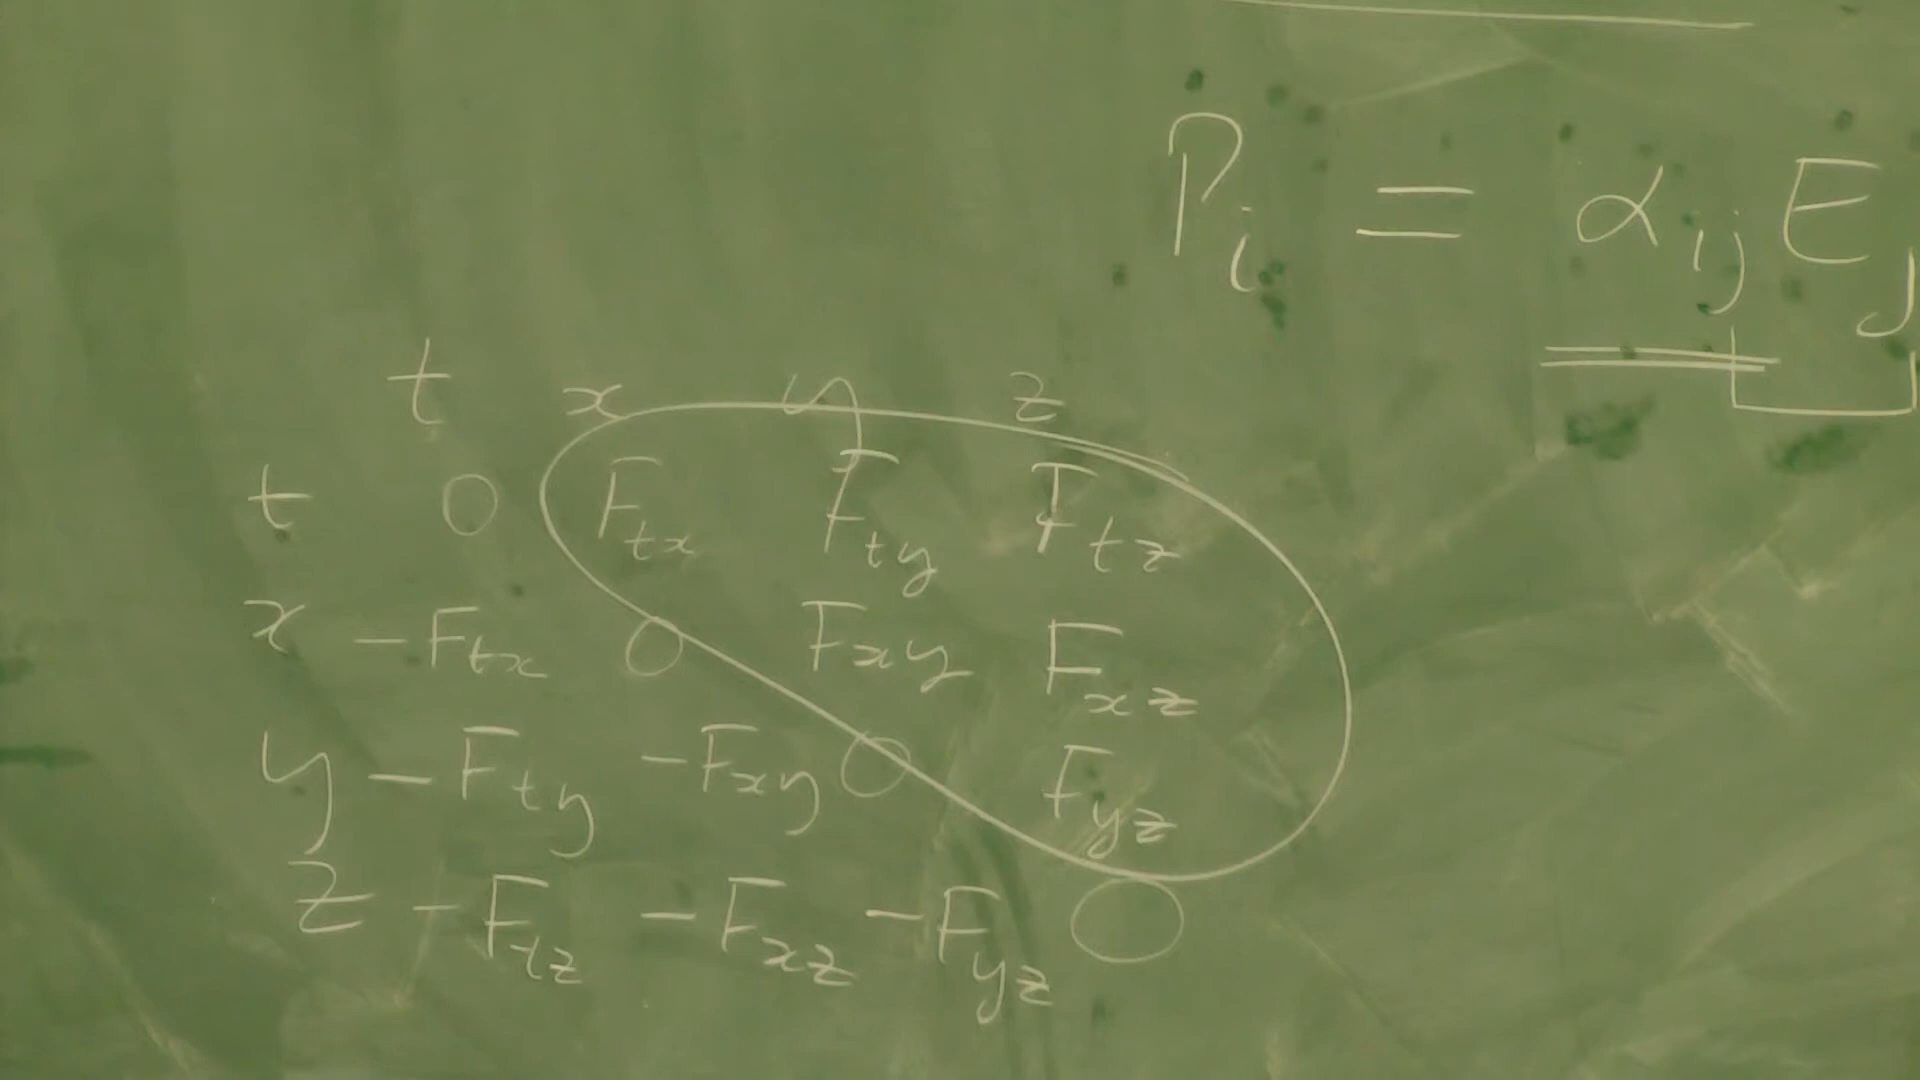 P_i = α_ij E_j
t x y z
t 0 F_tx F_ty F_tz
x -F_tx 0 F_xy F_xz
y -F_ty -F_xy 0 F_yz
z -F_tz -F_xz -F_yz 0